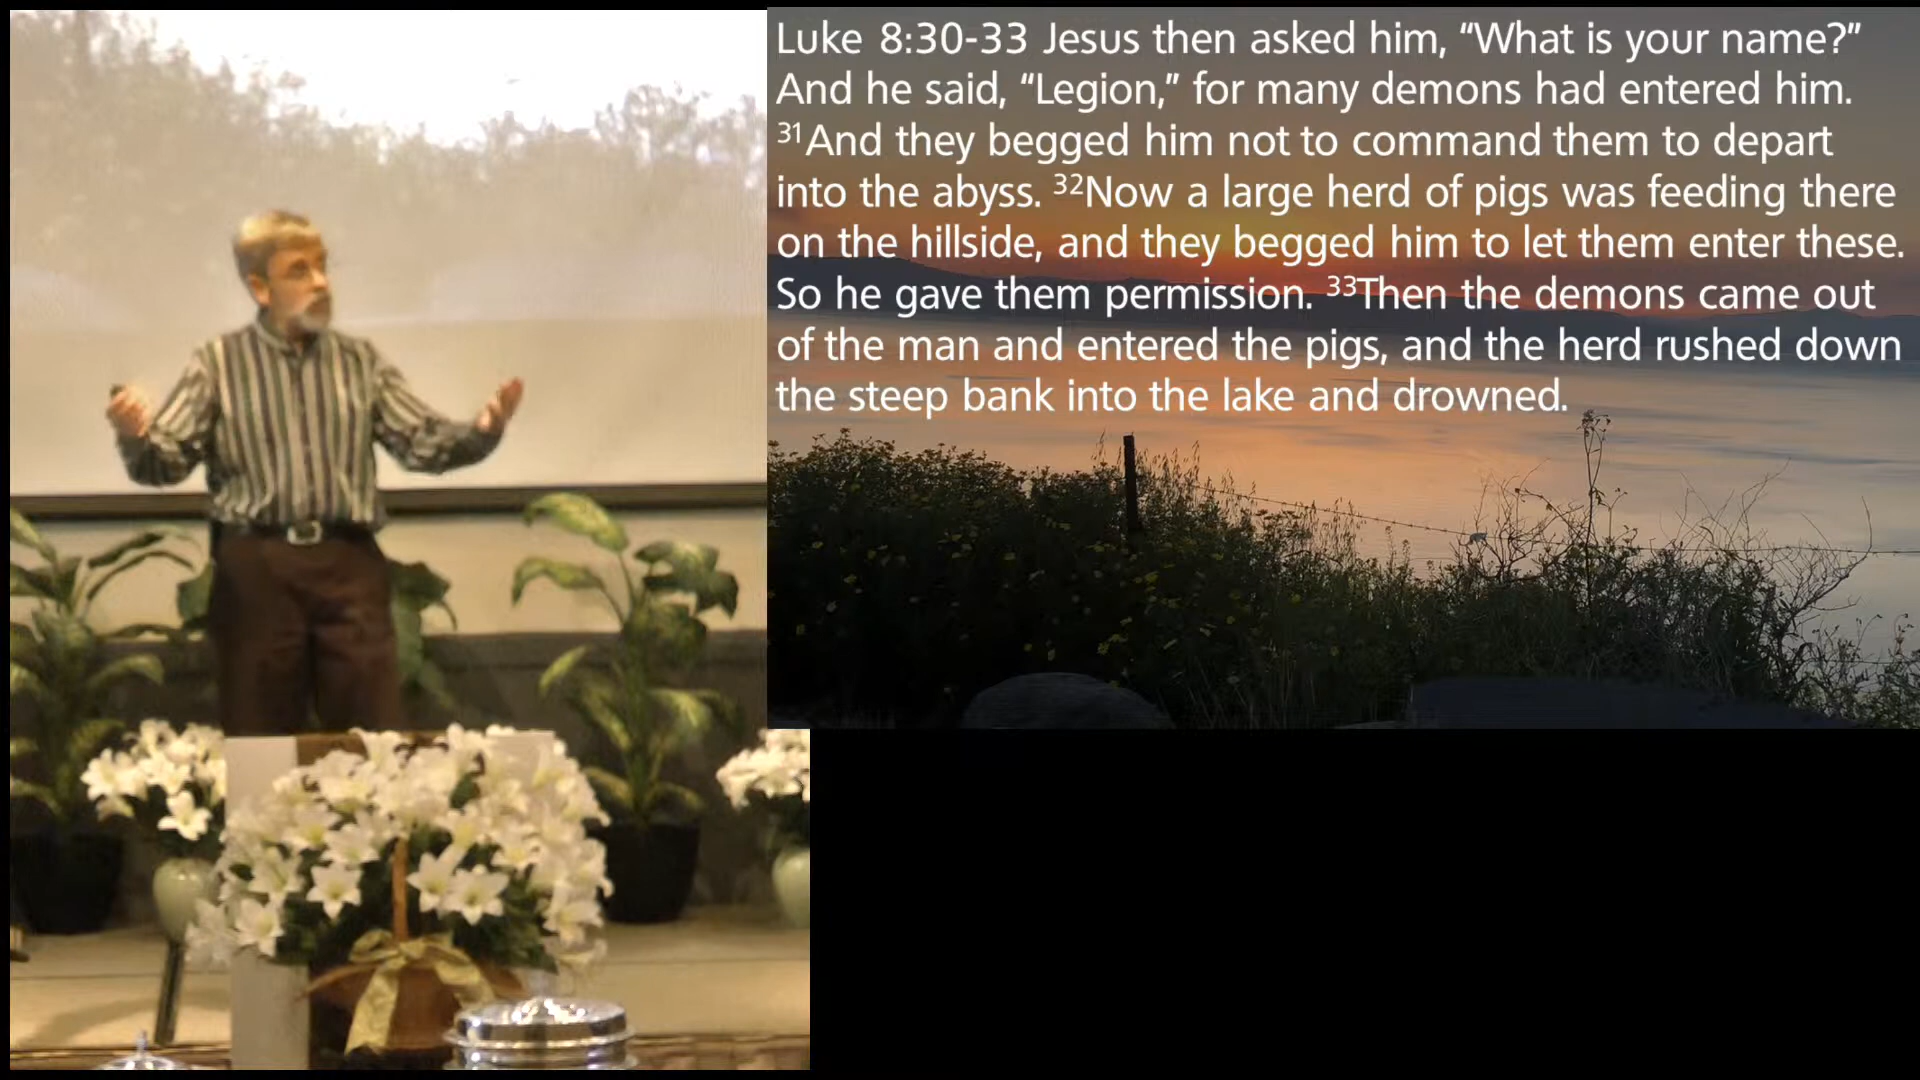 Luke 8:30-33 Jesus then asked him, “What is your name?”
And he said, “Legion,” for many demons had entered him.
³¹And they begged him not to command them to depart
into the abyss. ³²Now a large herd of pigs was feeding there
on the hillside, and they begged him to let them enter these.
So he gave them permission. ³³Then the demons came out
of the man and entered the pigs, and the herd rushed down
the steep bank into the lake and drowned.